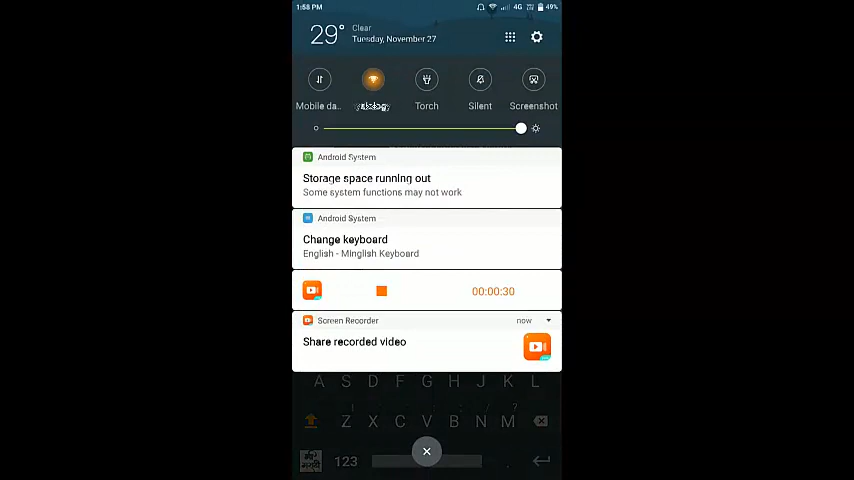 1:58 PM 4G 49%
29° Clear
Tuesday, November 27
Mobile da.. Torch Silent Screenshot
Android System
Storage space running out
Some system functions may not work
Android System
Change keyboard
English - Minglish Keyboard
00:00:30
Screen Recorder now
Share recorded video
A S D F G H J K L
Z X C V B N M
123